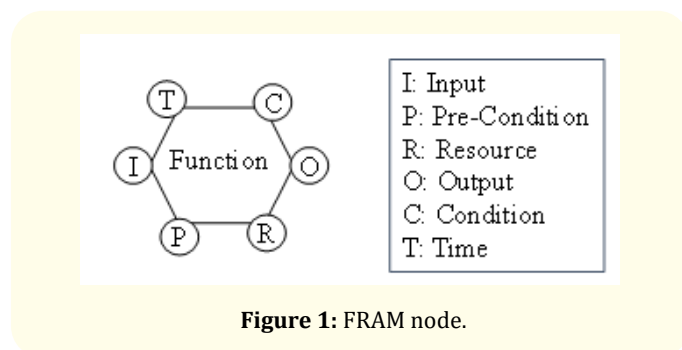 T
C
I
Function
O
P
R
I: Input
P: Pre-Condition
R: Resource
O: Output
C: Condition
T: Time
Figure 1: FRAM node.